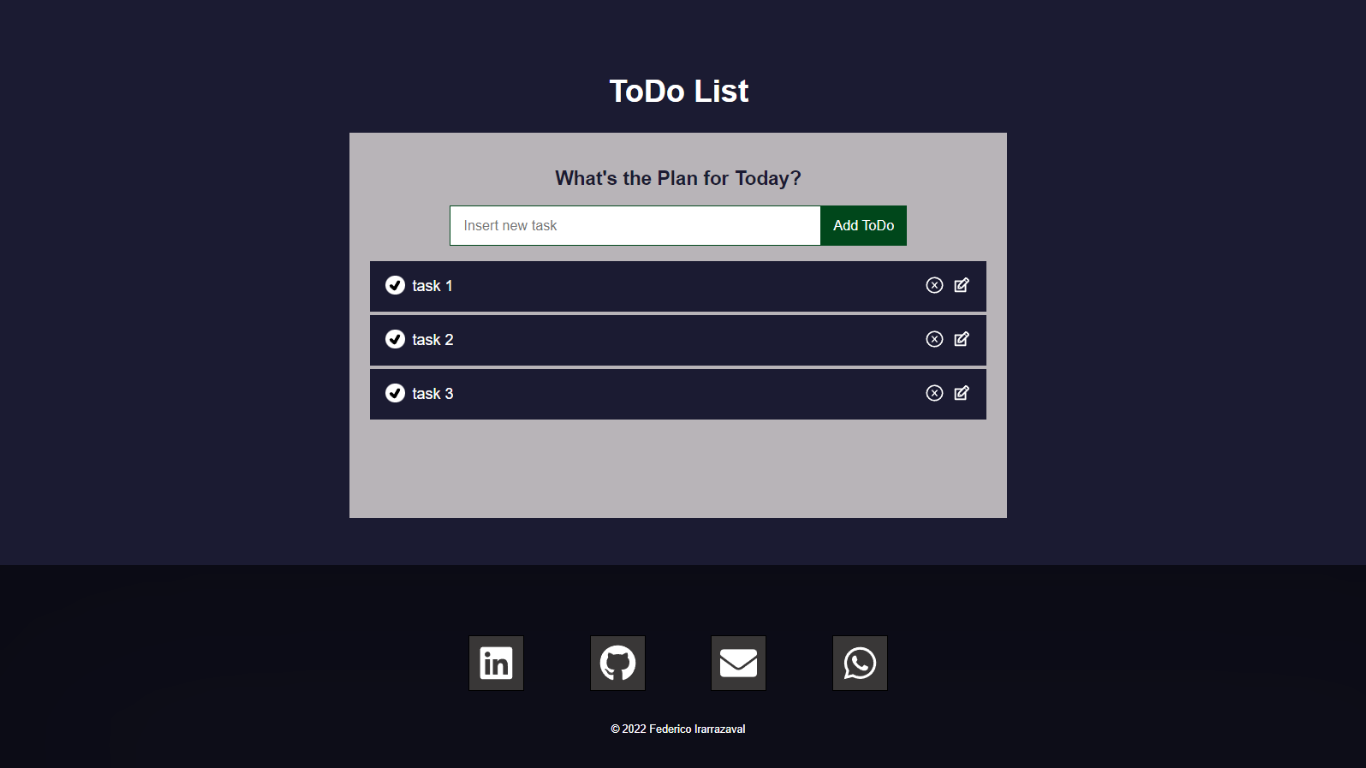 ToDo List
What's the Plan for Today?
Insert new task
Add ToDo
task 1
task 2
task 3
© 2022 Federico Irarrazaval